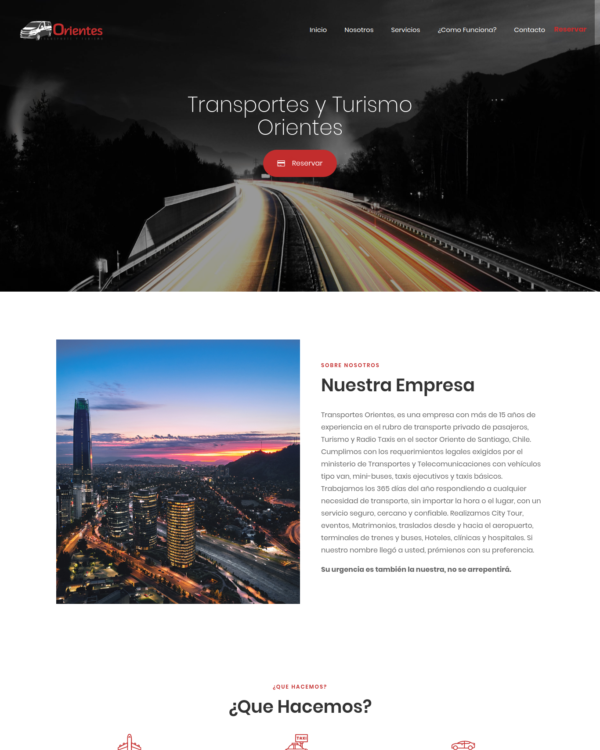 Orientes
Inicio Nosotros Servicios ¿Como Funciona? Contacto Reservar
Transportes y Turismo
Orientes
Reservar
SOBRE NOSOTROS
Nuestra Empresa
Transportes Orientes, es una empresa con más de 15 años de
experiencia en el rubro de transporte privado de pasajeros,
Turismo y Radio Taxis en el sector Oriente de Santiago, Chile.
Cumplimos con los requerimientos legales exigidos por el
ministerio de Transportes y Telecomunicaciones con vehículos
tipo van, mini-buses, taxis ejecutivos y taxis básicos.
Trabajamos los 365 días del año respondiendo a cualquier
necesidad de transporte, sin importar la hora o el lugar, con un
servicio seguro, cercano y confiable. Realizamos City Tour,
eventos, Matrimonios, traslados desde y hacia el aeropuerto,
terminales de trenes y buses, Hoteles, clínicas y hospitales. Si
nuestro nombre llegó a usted, prémienos con su preferencia.
Su urgencia es también la nuestra, no se arrepentirá.
¿QUE HACEMOS?
¿Que Hacemos?
TAXI